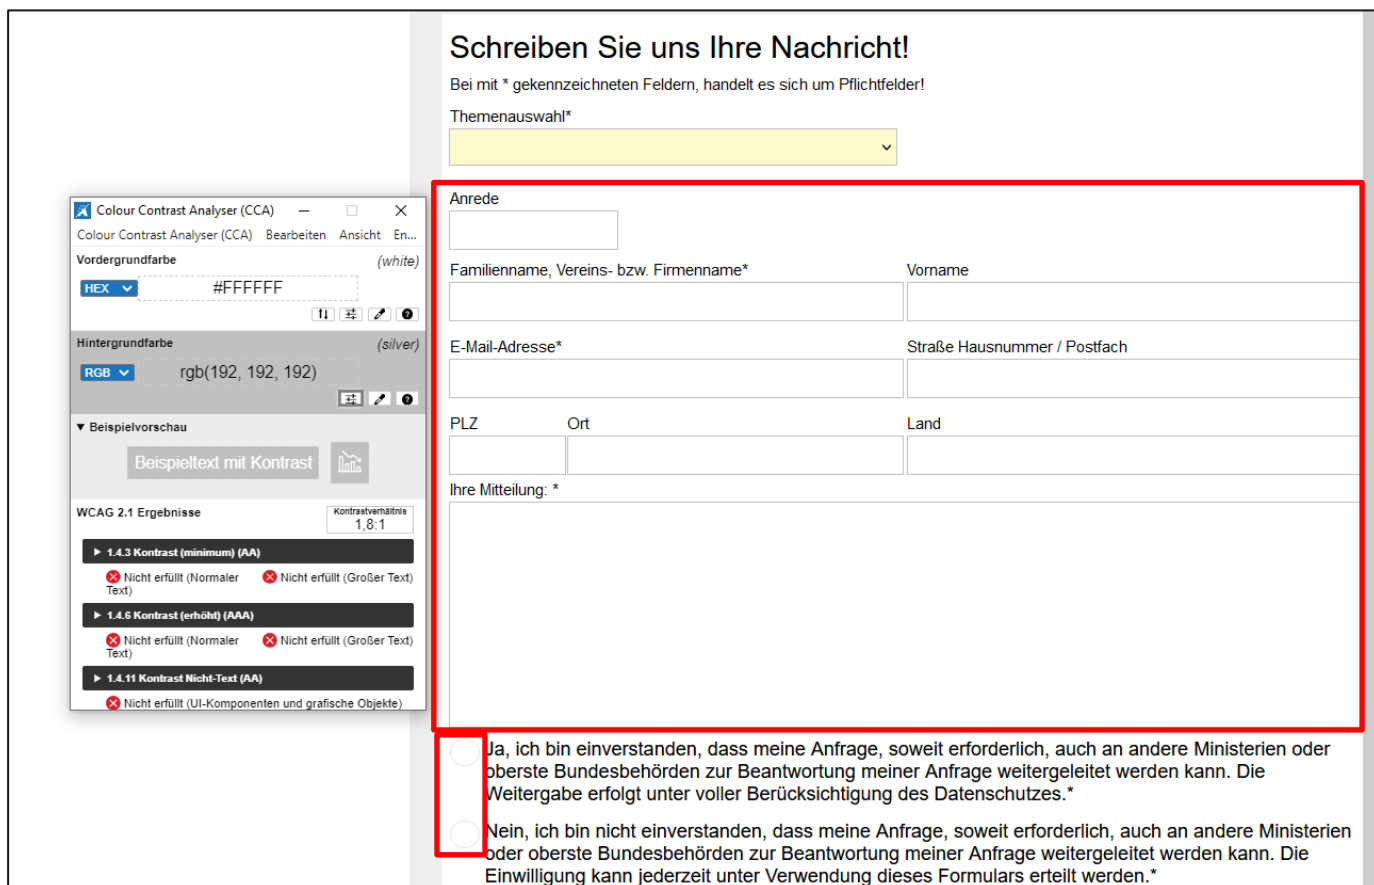 Schreiben Sie uns Ihre Nachricht!
Bei mit * gekennzeichneten Feldern, handelt es sich um Pflichtfelder!
Themenauswahl*
Anrede
Familienname, Vereins- bzw. Firmenname*
Vorname
E-Mail-Adresse*
Straße Hausnummer / Postfach
PLZ
Ort
Land
Ihre Mitteilung: *
Ja, ich bin einverstanden, dass meine Anfrage, soweit erforderlich, auch an andere Ministerien oder
oberste Bundesbehörden zur Beantwortung meiner Anfrage weitergeleitet werden kann. Die
Weitergabe erfolgt unter voller Berücksichtigung des Datenschutzes.*
Nein, ich bin nicht einverstanden, dass meine Anfrage, soweit erforderlich, auch an andere Ministerien
oder oberste Bundesbehörden zur Beantwortung meiner Anfrage weitergeleitet werden kann. Die
Einwilligung kann jederzeit unter Verwendung dieses Formulars erteilt werden.*
Colour Contrast Analyser (CCA)
Colour Contrast Analyser (CCA) Bearbeiten Ansicht En...
Vordergrundfarbe (white)
HEX #FFFFFF
Hintergrundfarbe (silver)
RGB rgb(192, 192, 192)
Beispielvorschau
Beispieltext mit Kontrast
WCAG 2.1 Ergebnisse
Kontrastverhältnis
1,8:1
1.4.3 Kontrast (minimum) (AA)
Nicht erfüllt (Normaler Text)
Nicht erfüllt (Großer Text)
1.4.6 Kontrast (erhöht) (AAA)
Nicht erfüllt (Normaler Text)
Nicht erfüllt (Großer Text)
1.4.11 Kontrast Nicht-Text (AA)
Nicht erfüllt (UI-Komponenten und grafische Objekte)